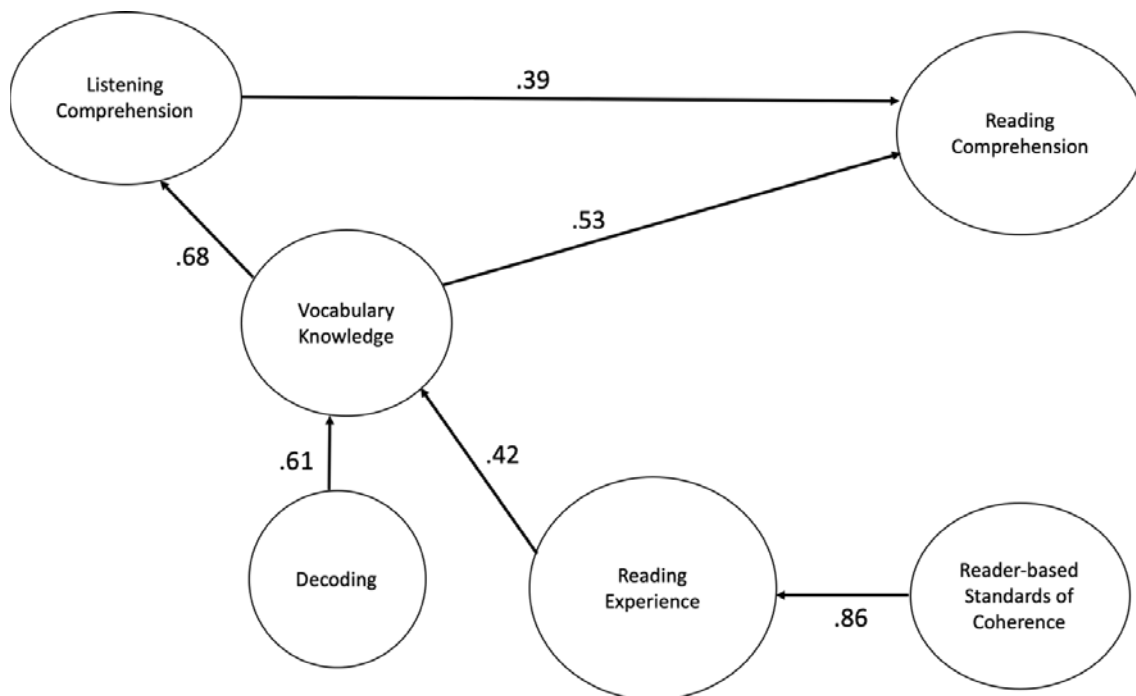 Listening
Comprehension
.39
Reading
Comprehension
.53
.68
Vocabulary
Knowledge
.61
.42
Decoding
Reading
Experience
.86
Reader-based
Standards of
Coherence